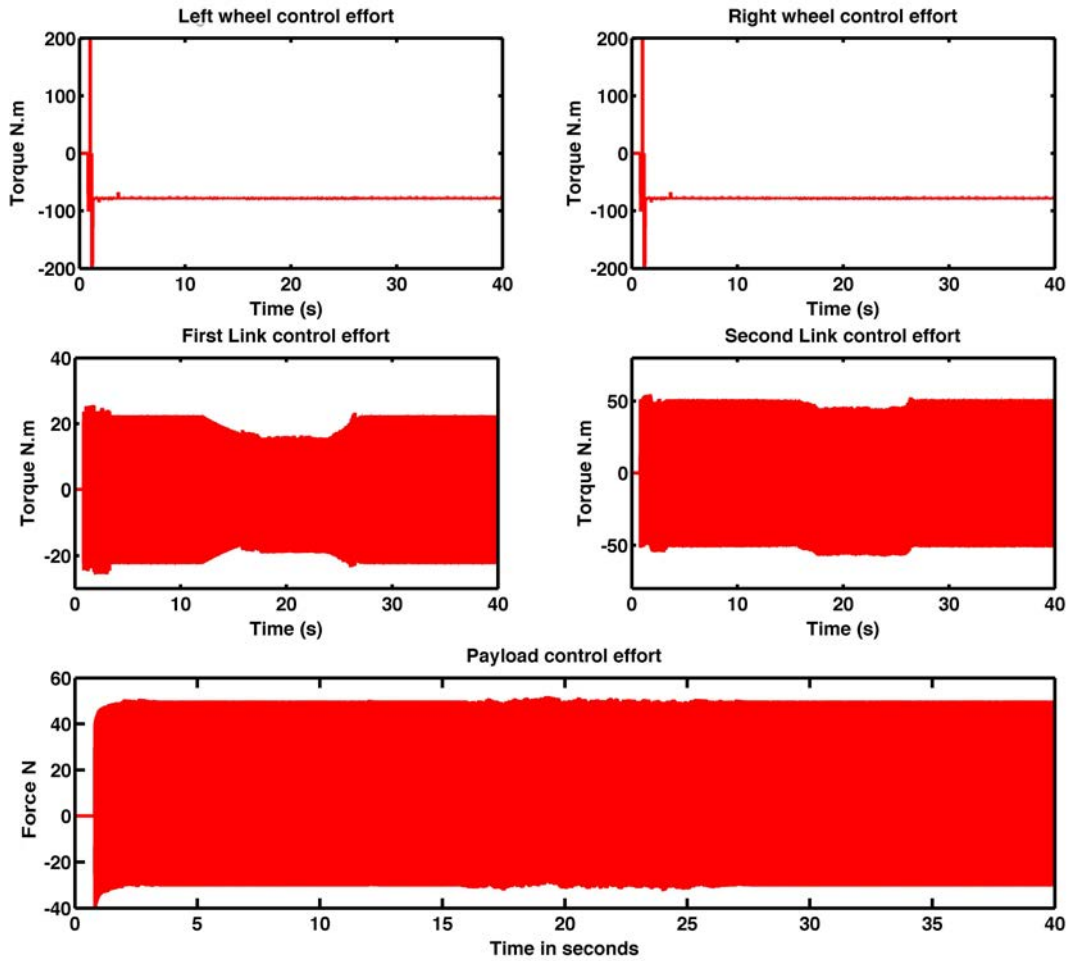 Left wheel control effort
Right wheel control effort
200
100
0
-100
-200
Torque N.m
0 10 20 30 40
Time (s)
200
100
0
-100
-200
Torque N.m
0 10 20 30 40
Time (s)
First Link control effort
Second Link control effort
40
20
0
-20
Torque N.m
0 10 20 30 40
Time (s)
50
0
-50
Torque N.m
0 10 20 30 40
Time (s)
Payload control effort
60
40
20
0
-20
-40
Force N
0 5 10 15 20 25 30 35 40
Time in seconds